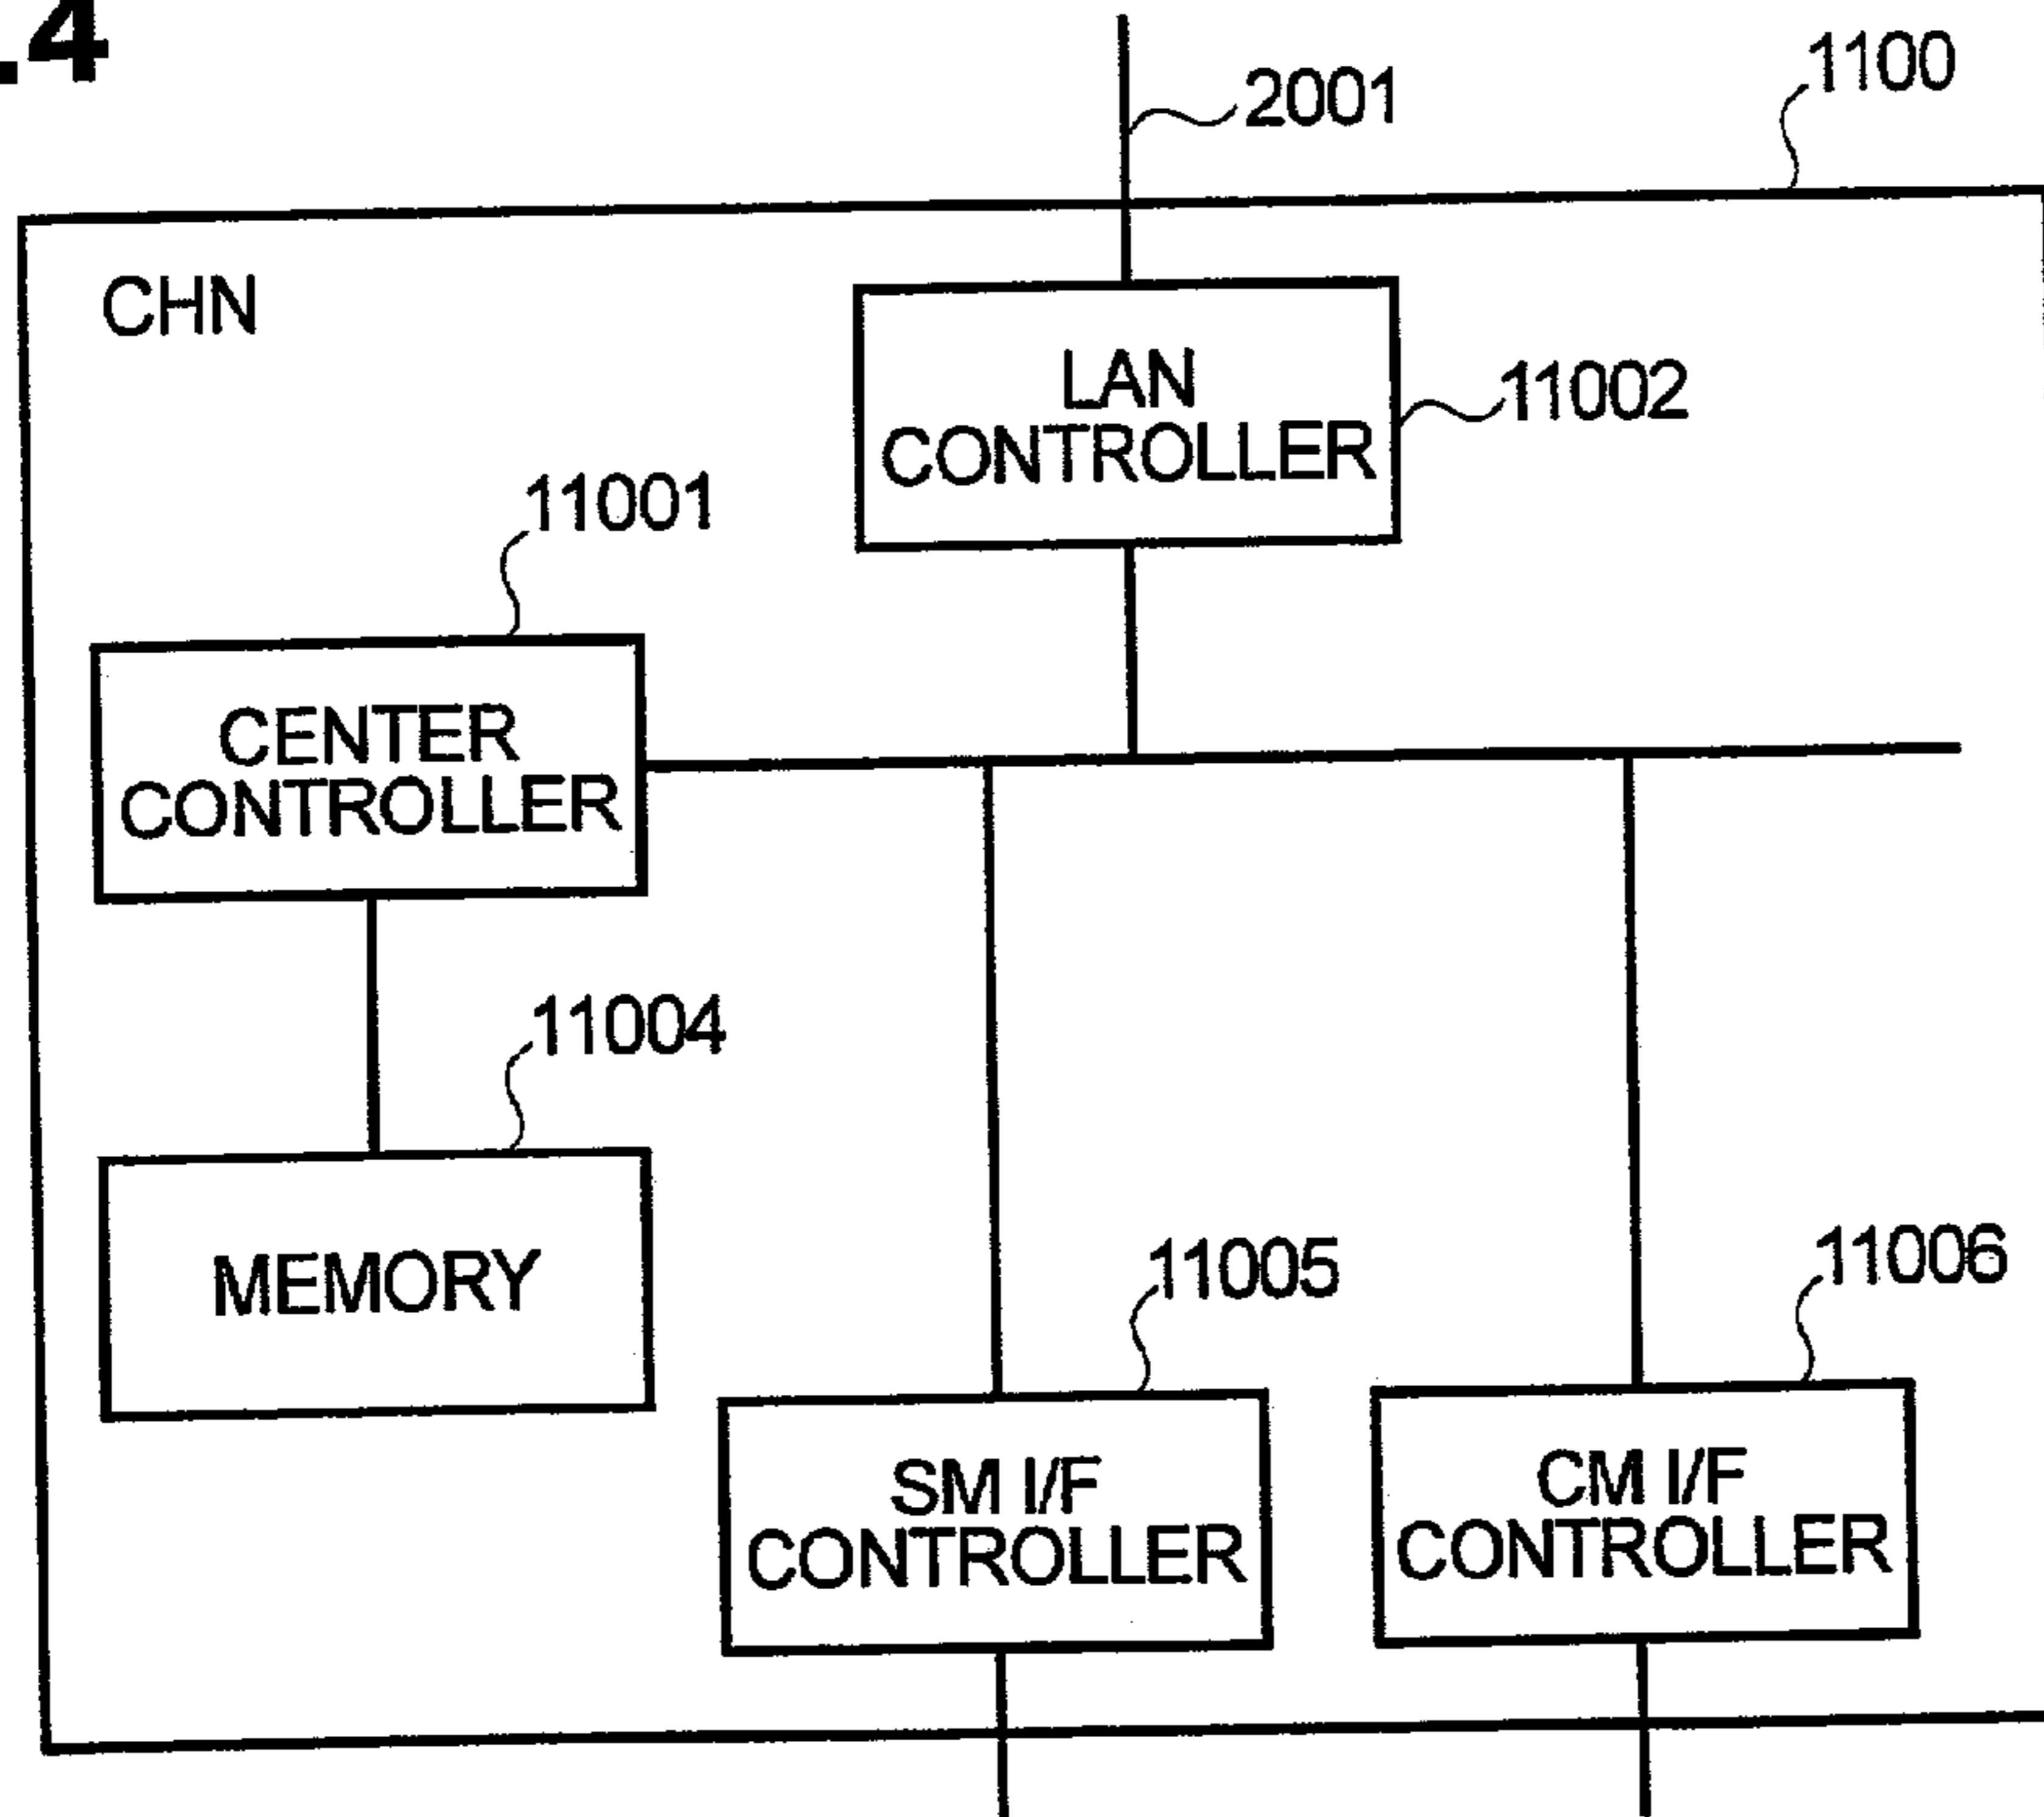 .4
2001
1100
CHN
LAN
CONTROLLER
11002
11001
CENTER
CONTROLLER
11004
MEMORY
11005
11006
SM I/F
CONTROLLER
CM I/F
CONTROLLER